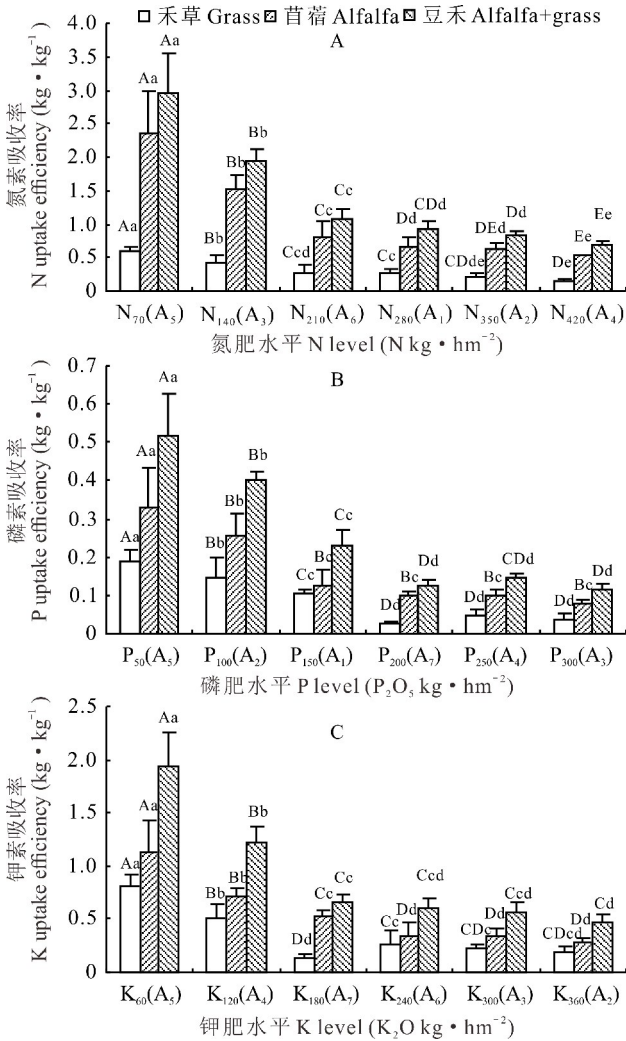 禾草 Grass 苜蓿 Alfalfa 豆禾 Alfalfa+grass
A
氮素吸收率
N uptake efficiency (kg·kg⁻¹)
4.0
3.5
3.0
2.5
2.0
1.5
1.0
0.5
0
Aa Aa Aa
Bb Bb Bb
Ccd Cc Cc
Cc Dd CDd
CDde DEd Dd
De Ee Ee
N₇₀(A₅) N₁₄₀(A₃) N₂₁₀(A₆) N₂₈₀(A₁) N₃₅₀(A₂) N₄₂₀(A₄)
氮肥水平 N level (N kg·hm⁻²)
B
磷素吸收率
P uptake efficiency (kg·kg⁻¹)
0.7
0.6
0.5
0.4
0.3
0.2
0.1
0
Aa Aa Aa
Bb Bb Bb
Cc Bc Cc
Dd Bc Dd
Dd Bc CDd
Dd Bc Dd
P₅₀(A₅) P₁₀₀(A₂) P₁₅₀(A₁) P₂₀₀(A₇) P₂₅₀(A₄) P₃₀₀(A₃)
磷肥水平 P level (P₂O₅ kg·hm⁻²)
C
钾素吸收率
K uptake efficiency (kg·kg⁻¹)
2.5
2.0
1.5
1.0
0.5
0
Aa Aa Aa
Bb Bb Bb
Dd Cc Cc
Cc Dd Ccd
CDc Dd Ccd
CDcd Dd Cd
K₆₀(A₅) K₁₂₀(A₄) K₁₈₀(A₇) K₂₄₀(A₆) K₃₀₀(A₃) K₃₆₀(A₂)
钾肥水平 K level (K₂O kg·hm⁻²)